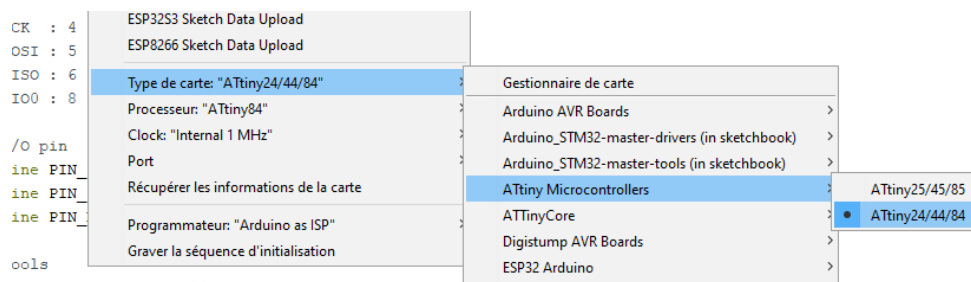 CK : 4
OSI : 5
ISO : 6
IO0 : 8
/O pin
ine PIN_
ine PIN_
ine PIN_
ools
ESP32S3 Sketch Data Upload
ESP8266 Sketch Data Upload
Type de carte: "ATtiny24/44/84"
Processeur: "ATtiny84"
Clock: "Internal 1 MHz"
Port
Récupérer les informations de la carte
Programmateur: "Arduino as ISP"
Graver la séquence d'initialisation
Gestionnaire de carte
Arduino AVR Boards
Arduino_STM32-master-drivers (in sketchbook)
Arduino_STM32-master-tools (in sketchbook)
ATtiny Microcontrollers
ATTinyCore
Digistump AVR Boards
ESP32 Arduino
ATtiny25/45/85
ATtiny24/44/84